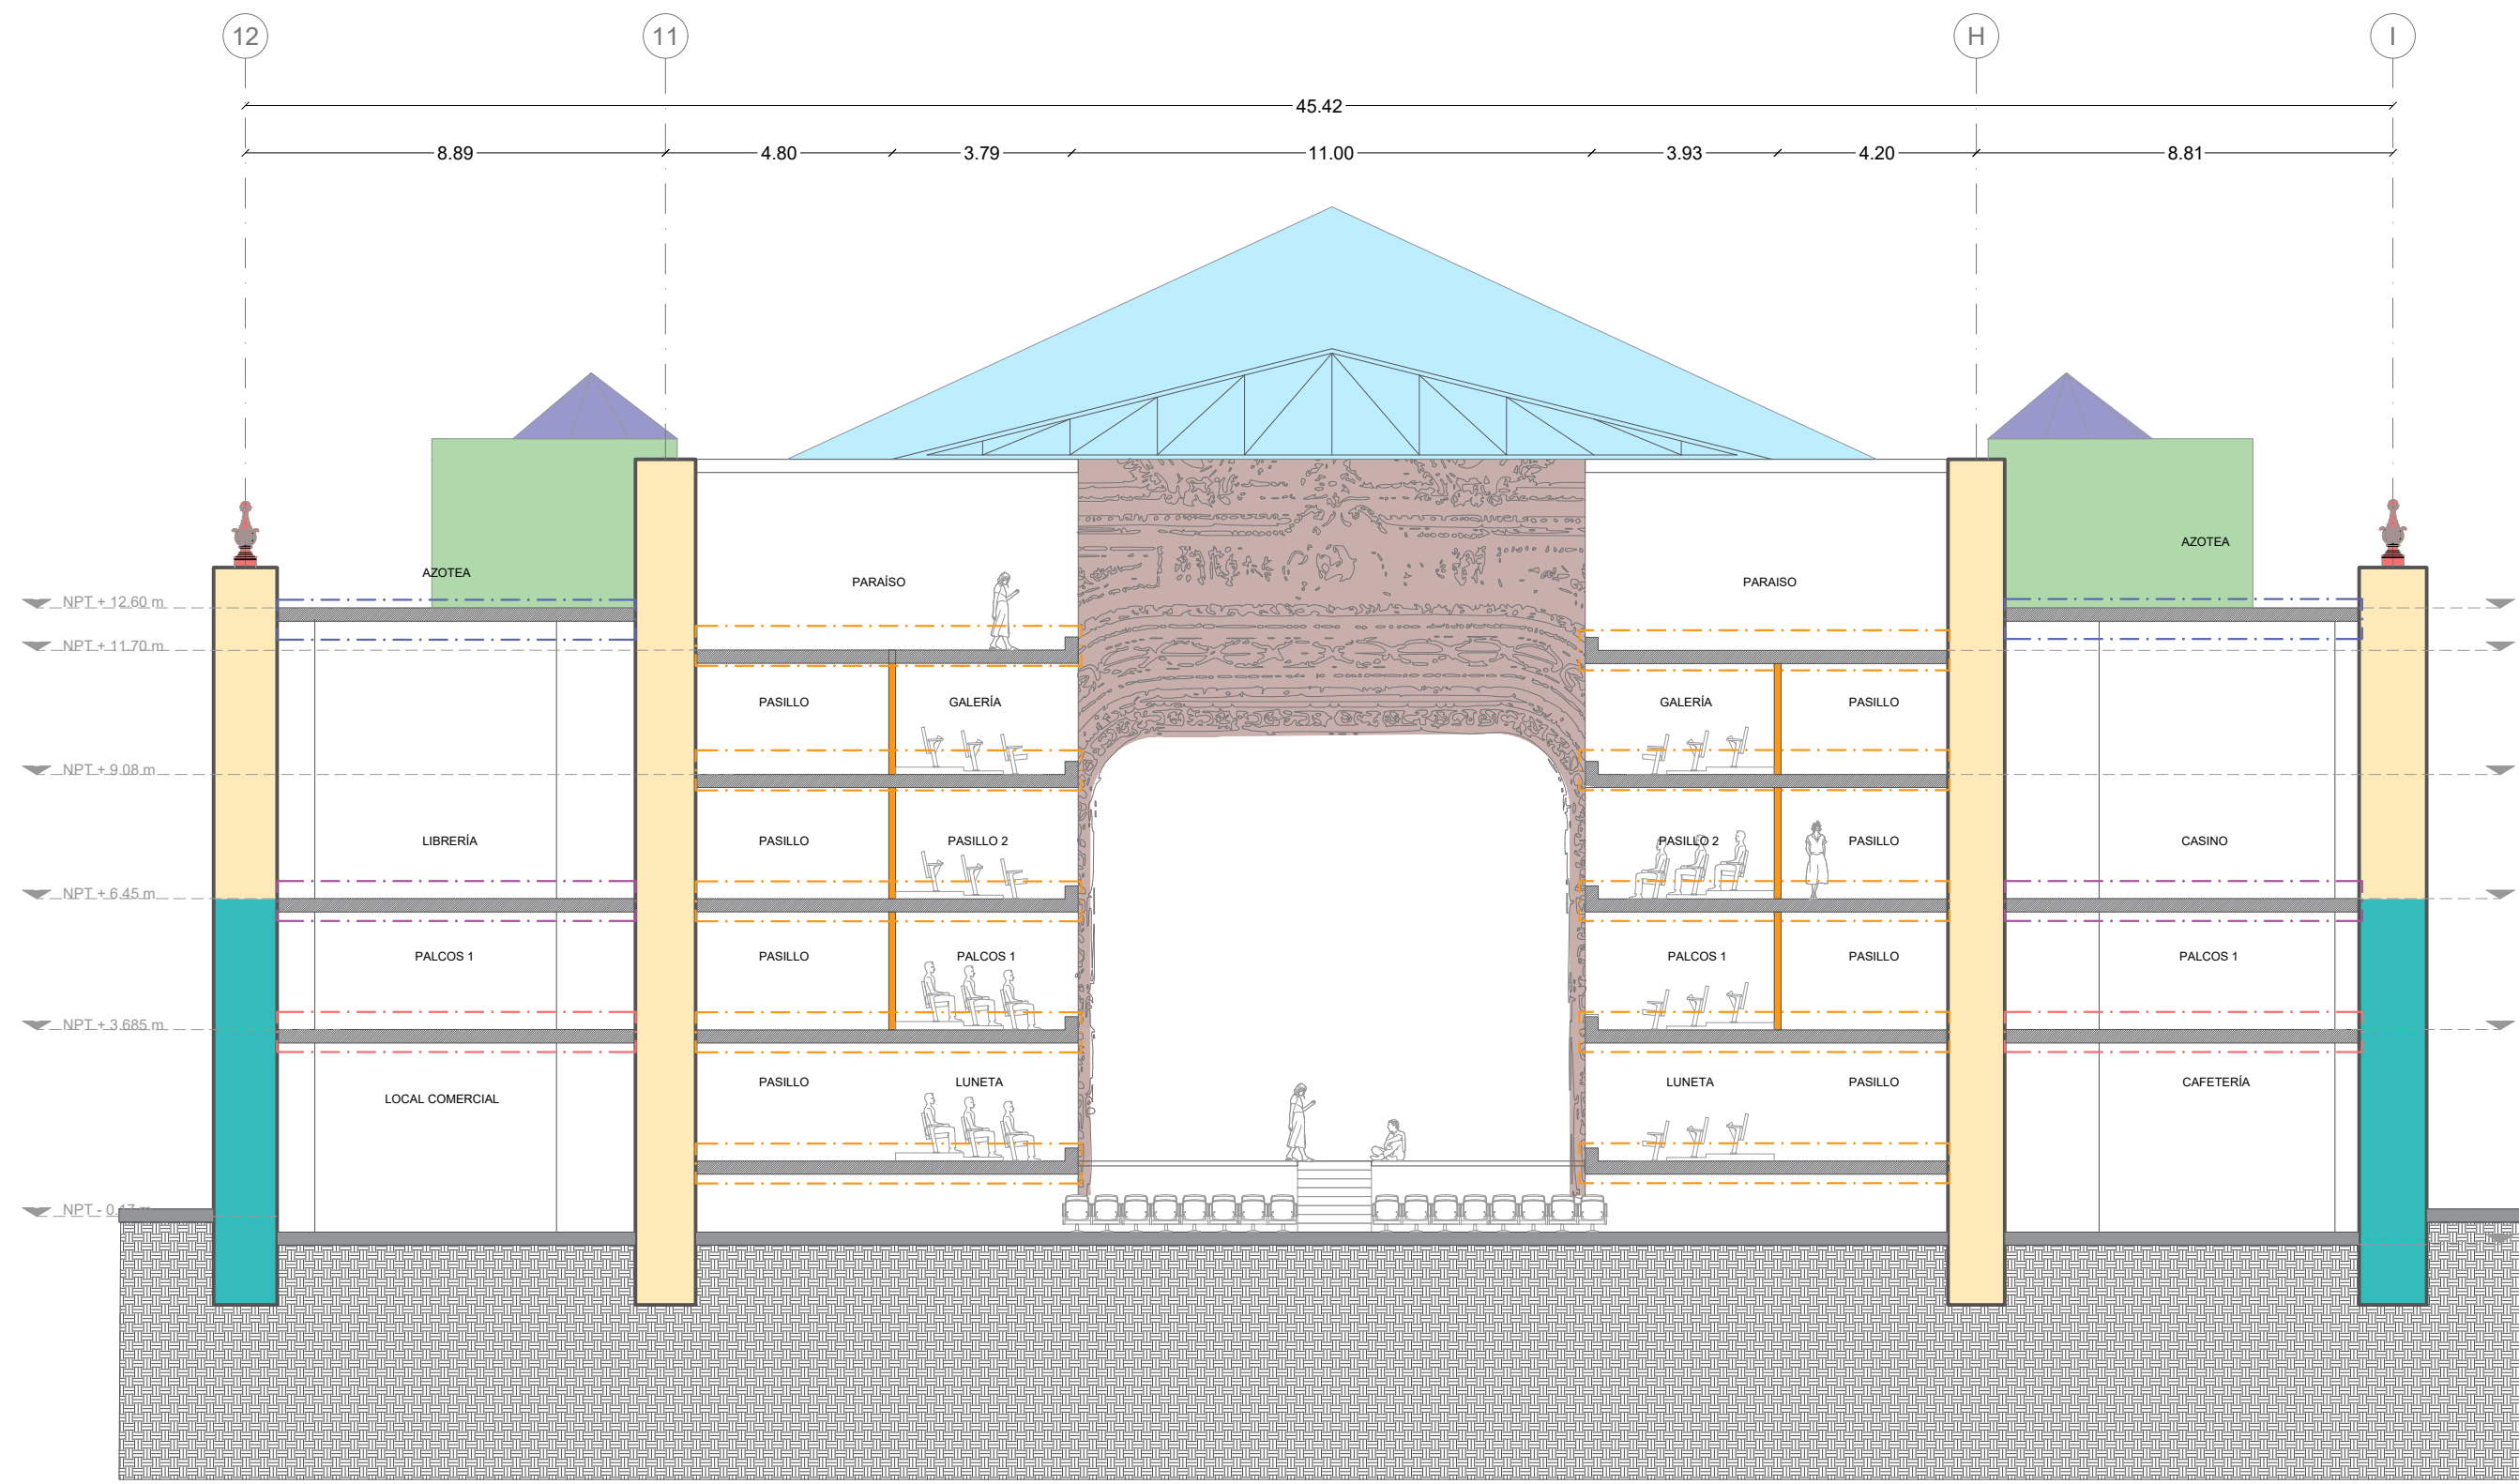 12 11 H I
45.42
8.89 4.80 3.79 11.00 3.93 4.20 8.81
AZOTEA
AZOTEA
PARAÍSO PARAISO
NPT + 12.60 m
NPT + 11.70 m
PASILLO GALERÍA GALERÍA PASILLO
NPT + 9.08 m
LIBRERÍA PASILLO PASILLO 2 PASILLO 2 PASILLO CASINO
NPT + 6.45 m
PALCOS 1 PASILLO PALCOS 1 PALCOS 1 PASILLO PALCOS 1
NPT + 3.685 m
PASILLO LUNETA LUNETA PASILLO CAFETERÍA
LOCAL COMERCIAL
NPT - 0.17 m